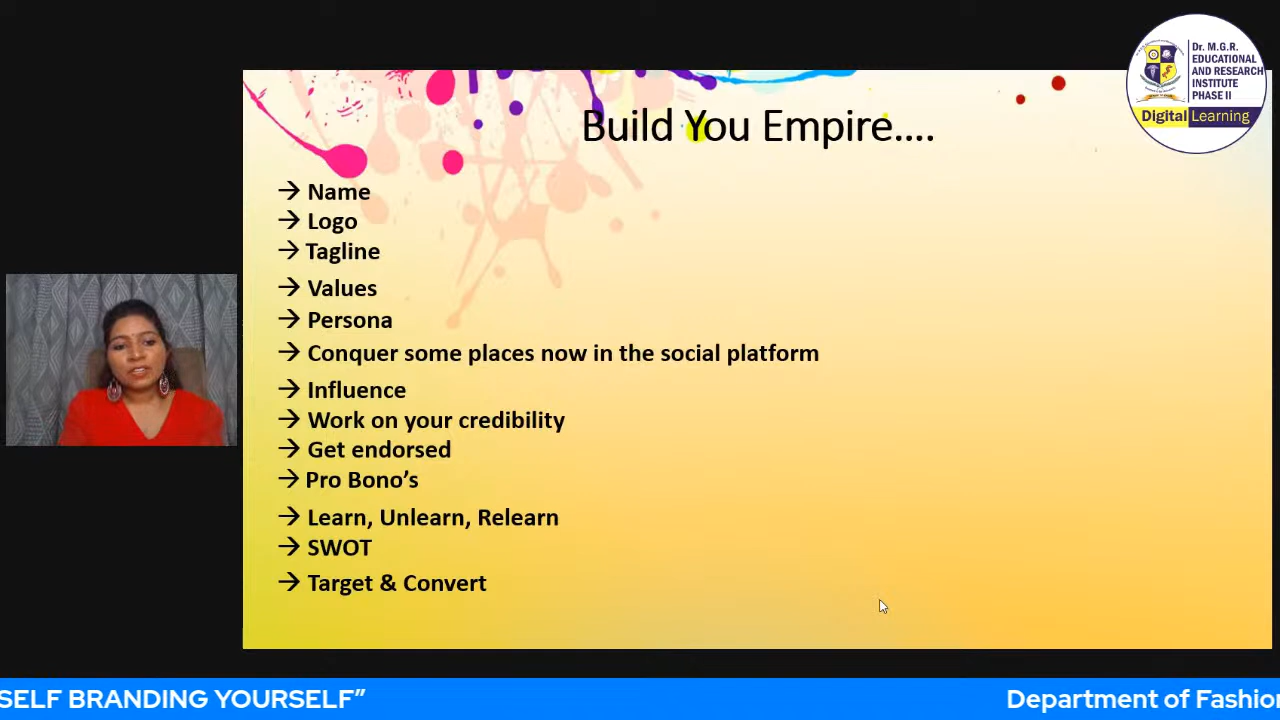 Dr. M.G.R.
EDUCATIONAL
AND RESEARCH
INSTITUTE
PHASE II
Digital Learning
Build You Empire....
→ Name
→ Logo
→ Tagline
→ Values
→ Persona
→ Conquer some places now in the social platform
→ Influence
→ Work on your credibility
→ Get endorsed
→ Pro Bono’s
→ Learn, Unlearn, Relearn
→ SWOT
→ Target & Convert
SELF BRANDING YOURSELF” Department of Fashion